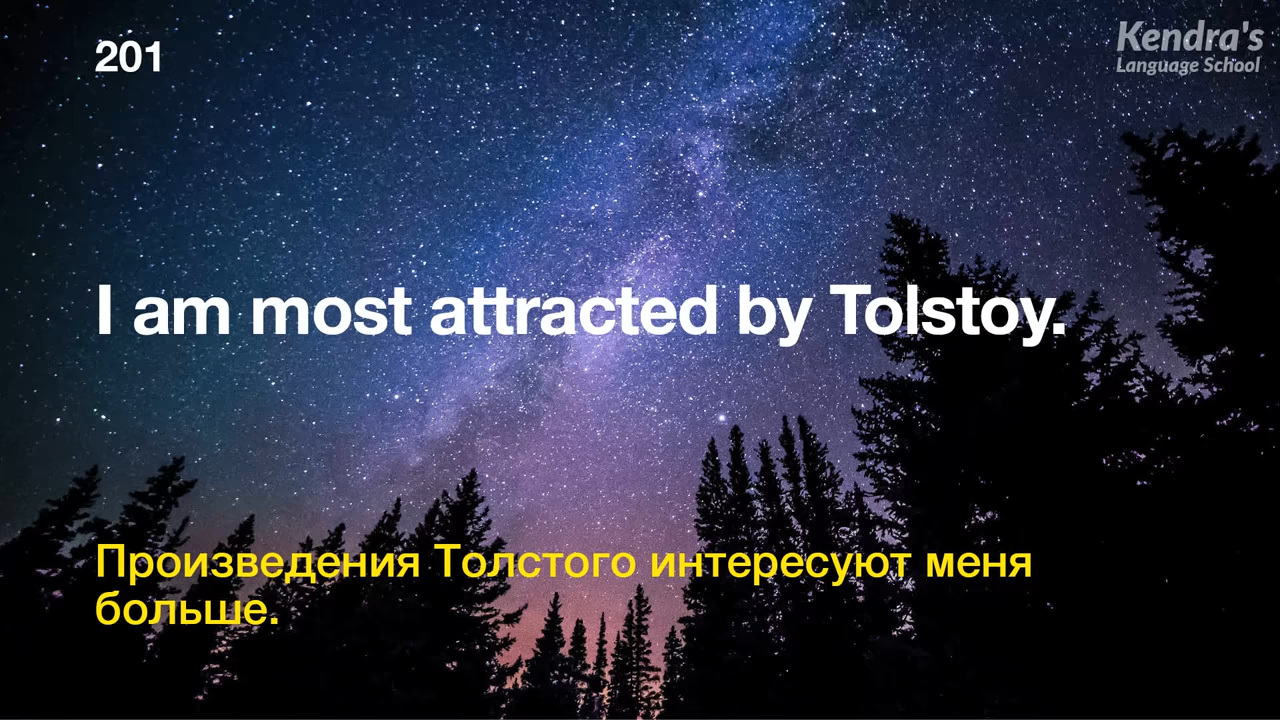 201
Kendra's
Language School
I am most attracted by Tolstoy.
Произведения Толстого интересуют меня
больше.